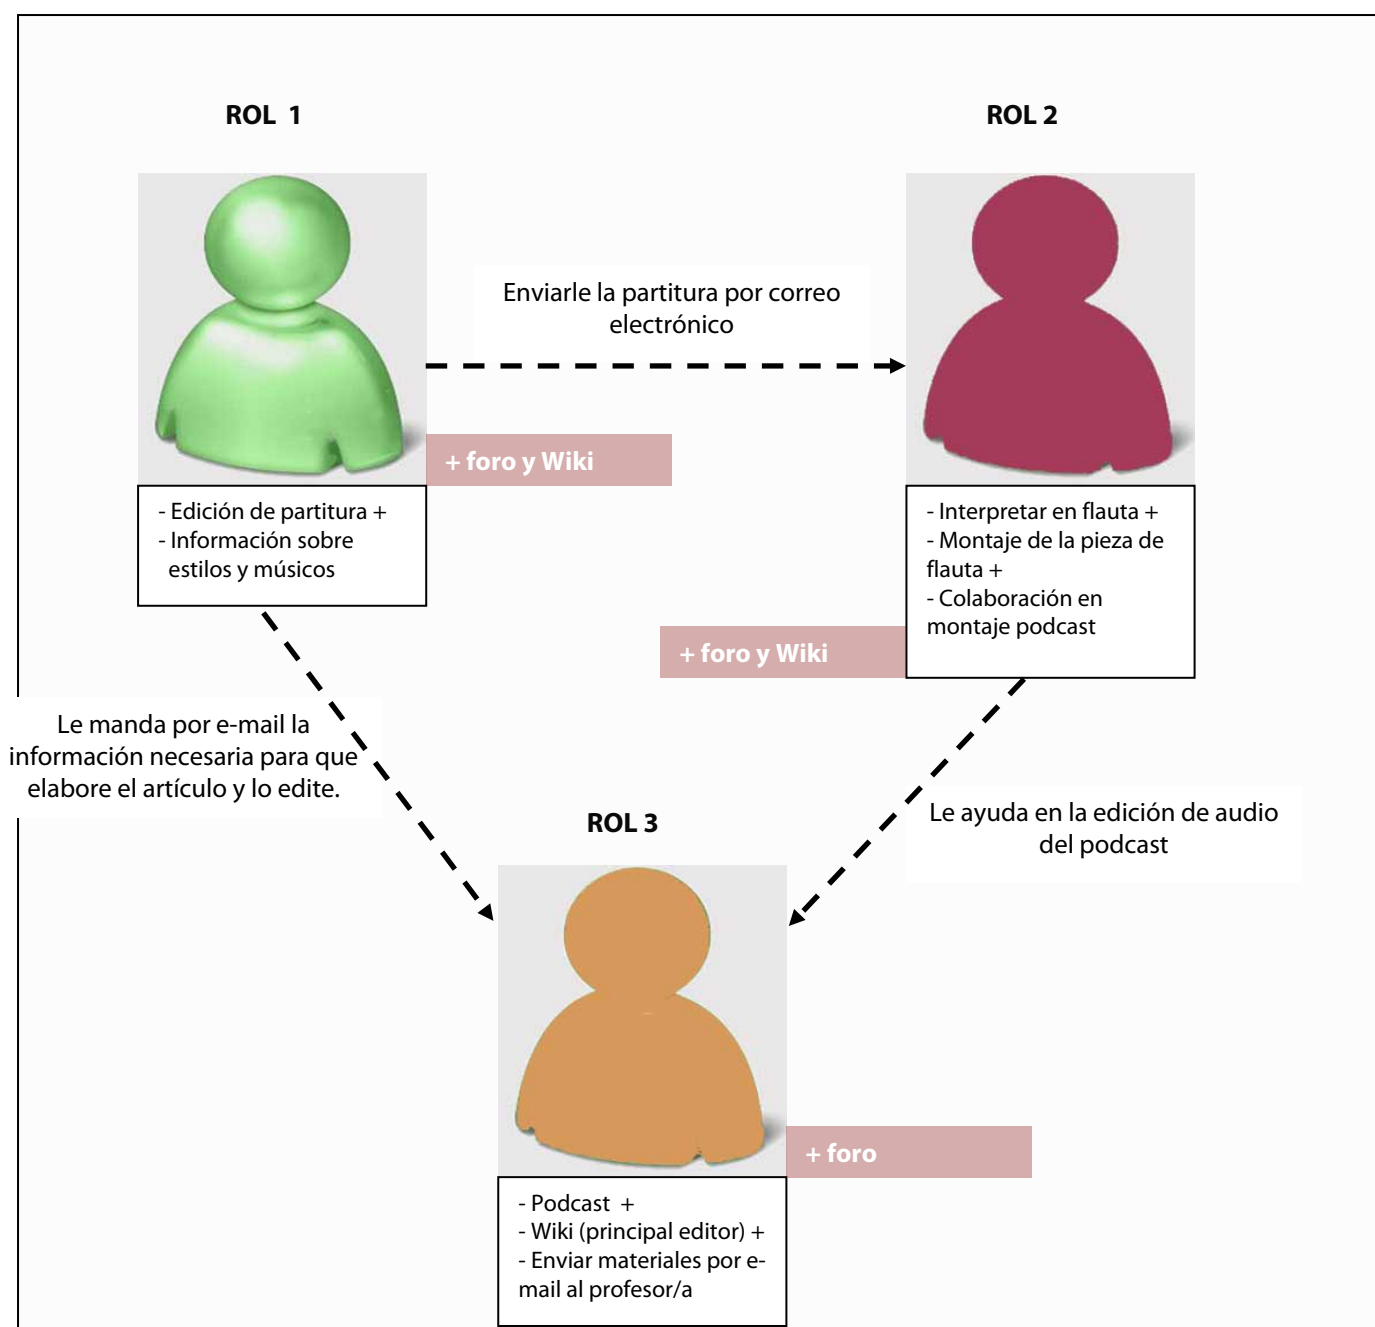 ROL 1
ROL 2
Enviarle la partitura por correo
electrónico
+ foro y Wiki
- Edición de partitura +
- Información sobre
estilos y músicos
- Interpretar en flauta +
- Montaje de la pieza de
flauta +
- Colaboración en
montaje podcast
+ foro y Wiki
Le manda por e-mail la
información necesaria para que
elabore el artículo y lo edite.
Le ayuda en la edición de audio
del podcast
ROL 3
+ foro
- Podcast +
- Wiki (principal editor) +
- Enviar materiales por e-
mail al profesor/a